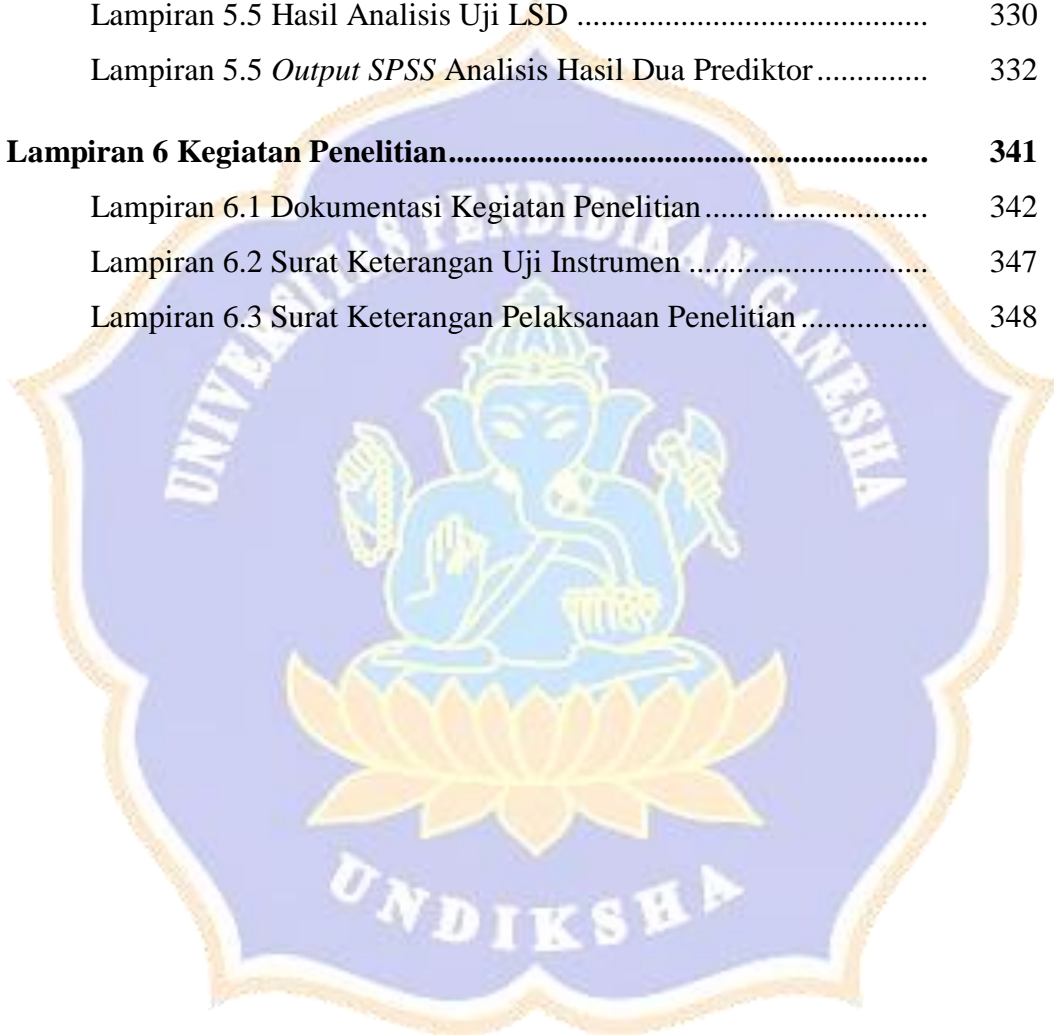 Lampiran 5.5 Hasil Analisis Uji LSD ........................................ 330
Lampiran 5.5 Output SPSS Analisis Hasil Dua Prediktor .............. 332
Lampiran 6 Kegiatan Penelitian ........................................................ 341
Lampiran 6.1 Dokumentasi Kegiatan Penelitian .......................... 342
Lampiran 6.2 Surat Keterangan Uji Instrumen ............................ 347
Lampiran 6.3 Surat Keterangan Pelaksanaan Penelitian ............... 348
UNIVERSITAS PENDIDIKAN GANESHA
UNDIKSHA